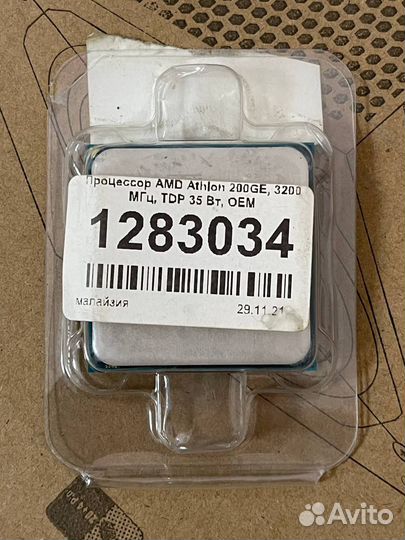 Процессор AMD Athlon 200GE, 3200
МГц, TDP 35 Вт, OEM
1283034
малайзия
29.11.21
Avito